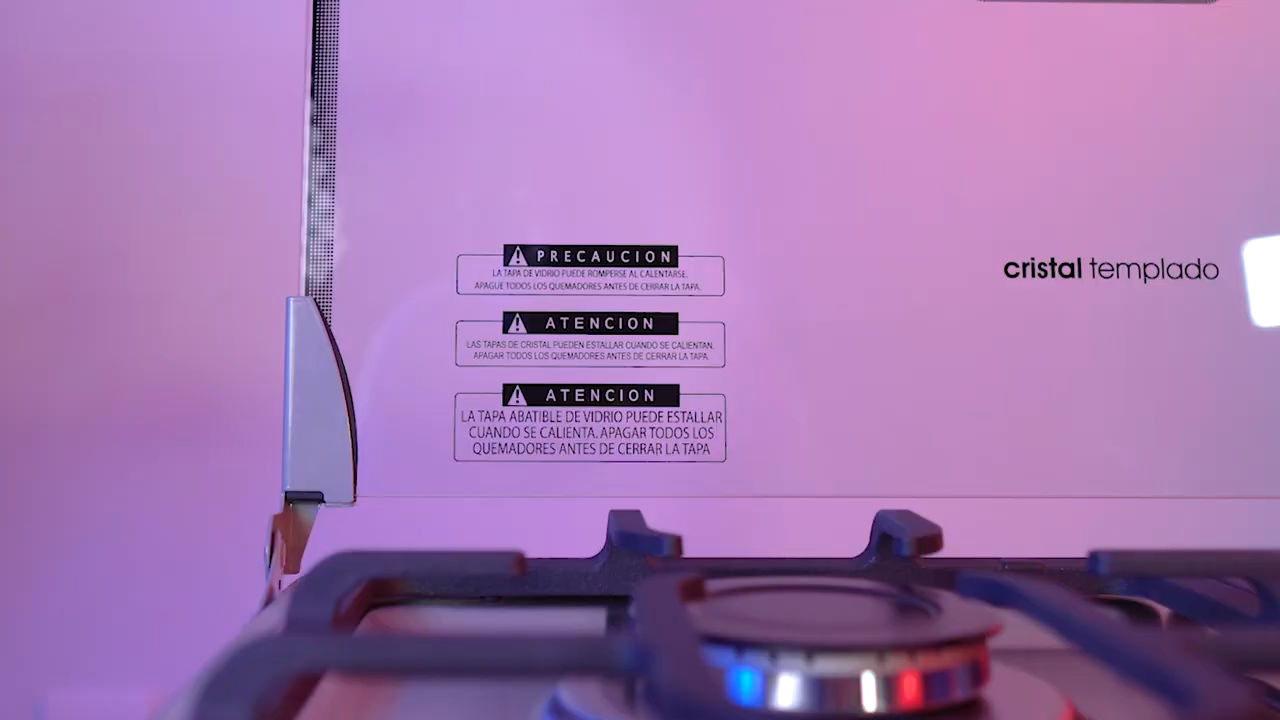 PRECAUCION
LA TAPA DE VIDRIO PUEDE ROMPERSE AL CALENTARSE.
APAGUE TODOS LOS QUEMADORES ANTES DE CERRAR LA TAPA.
ATENCION
LAS TAPAS DE CRISTAL PUEDEN ESTALLAR CUANDO SE CALIENTAN.
APAGAR TODOS LOS QUEMADORES ANTES DE CERRAR LA TAPA.
ATENCION
LA TAPA ABATIBLE DE VIDRIO PUEDE ESTALLAR
CUANDO SE CALIENTA. APAGAR TODOS LOS
QUEMADORES ANTES DE CERRAR LA TAPA
cristal templado